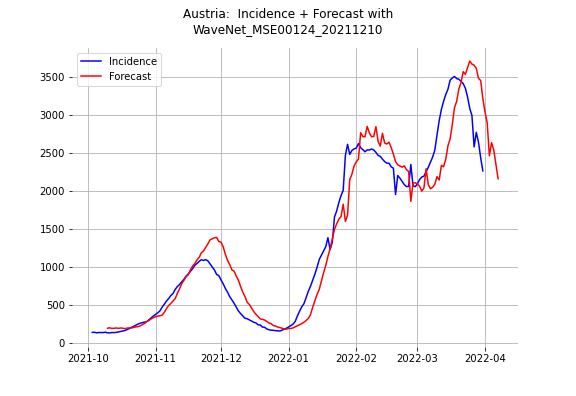 Austria:  Incidence + Forecast with
WaveNet_MSE00124_20211210
Incidence
Forecast
3500
3000
2500
2000
1500
1000
500
0
2021-10 2021-11 2021-12 2022-01 2022-02 2022-03 2022-04